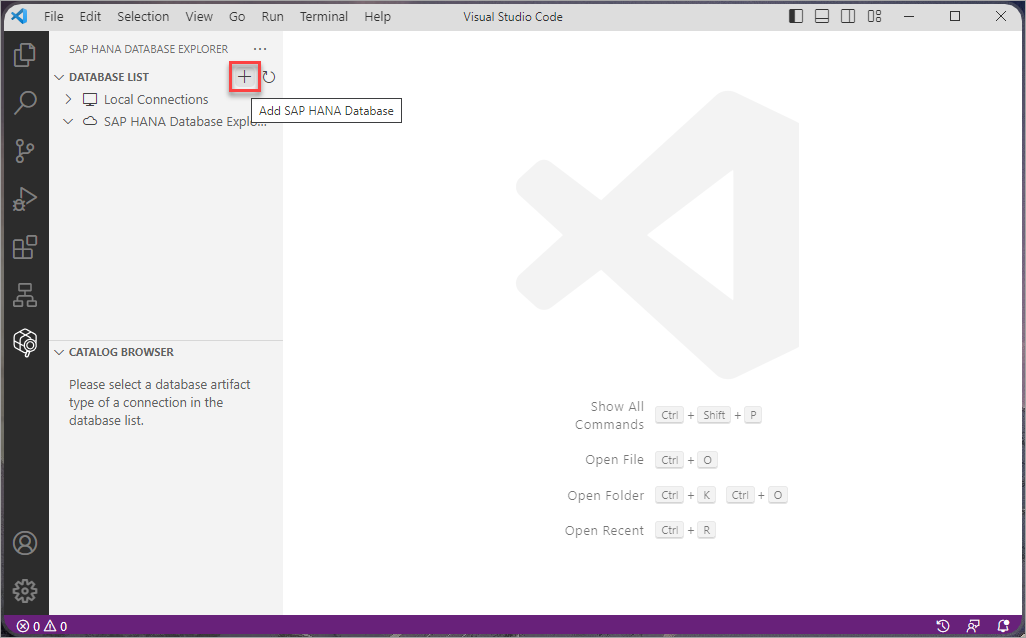 File Edit Selection View Go Run Terminal Help Visual Studio Code
SAP HANA DATABASE EXPLORER ...
DATABASE LIST
Add SAP HANA Database
Local Connections
SAP HANA Database Explo...
CATALOG BROWSER
Please select a database artifact
type of a connection in the
database list.
Show All
Commands
Ctrl + Shift + P
Open File Ctrl + O
Open Folder Ctrl + K Ctrl + O
Open Recent Ctrl + R
0 0